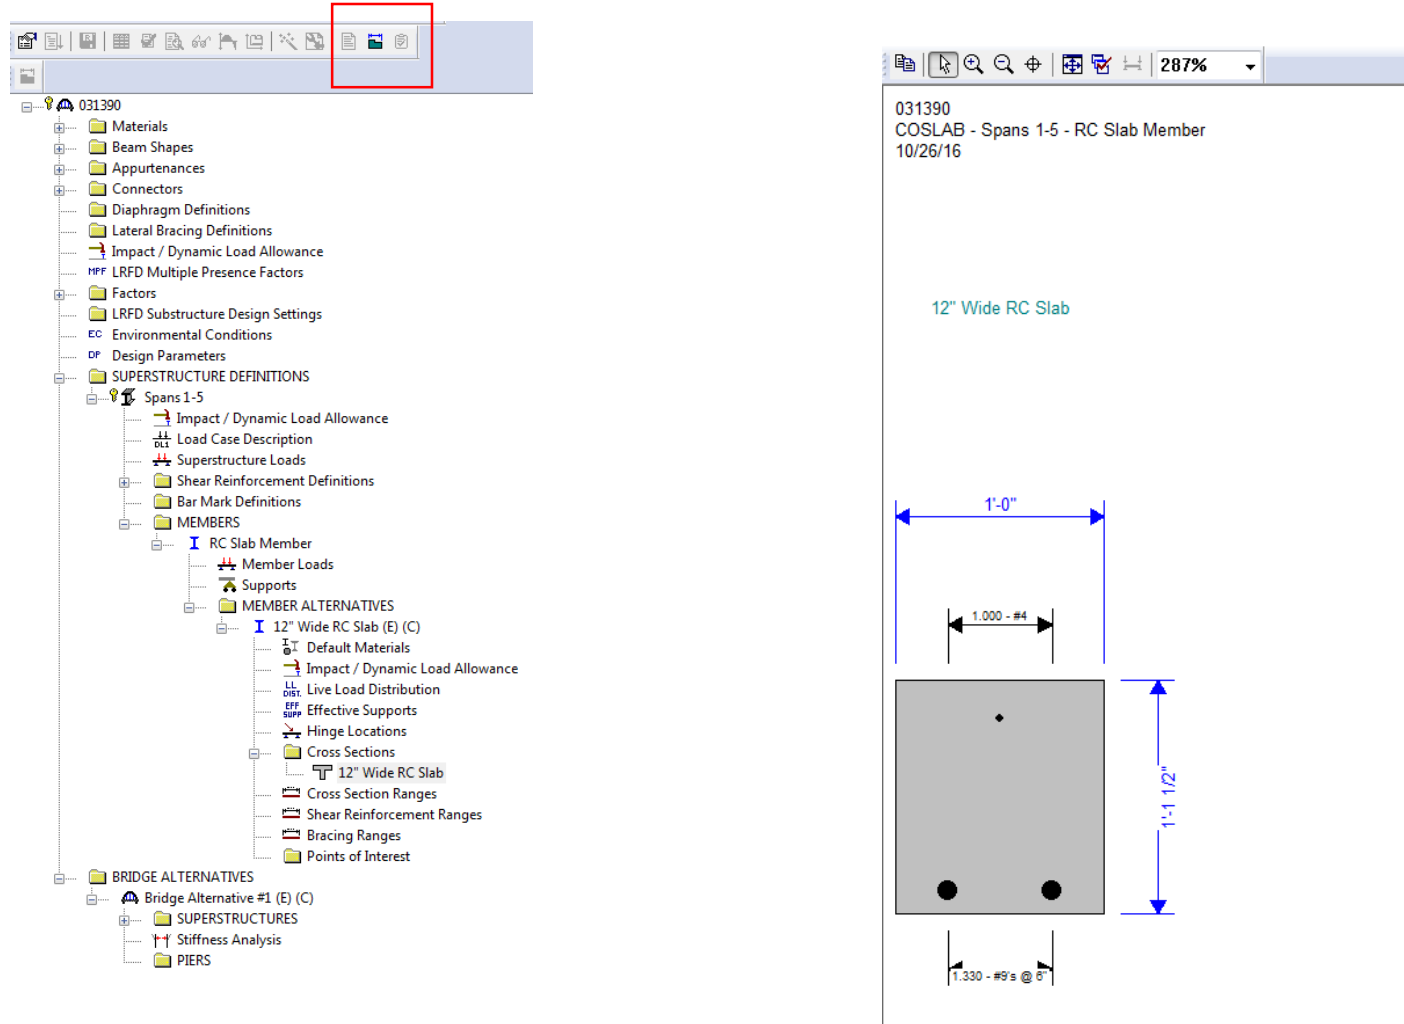 031390
Materials
Beam Shapes
Appurtenances
Connectors
Diaphragm Definitions
Lateral Bracing Definitions
Impact / Dynamic Load Allowance
MPF LRFD Multiple Presence Factors
Factors
LRFD Substructure Design Settings
EC Environmental Conditions
DP Design Parameters
SUPERSTRUCTURE DEFINITIONS
Spans 1-5
Impact / Dynamic Load Allowance
DL1 Load Case Description
Superstructure Loads
Shear Reinforcement Definitions
Bar Mark Definitions
MEMBERS
RC Slab Member
Member Loads
Supports
MEMBER ALTERNATIVES
12" Wide RC Slab (E) (C)
Default Materials
Impact / Dynamic Load Allowance
LL DIST. Live Load Distribution
EFF SUPP Effective Supports
Hinge Locations
Cross Sections
12" Wide RC Slab
Cross Section Ranges
Shear Reinforcement Ranges
Bracing Ranges
Points of Interest
BRIDGE ALTERNATIVES
Bridge Alternative #1 (E) (C)
SUPERSTRUCTURES
Stiffness Analysis
PIERS
287%
031390
COSLAB - Spans 1-5 - RC Slab Member
10/26/16
12" Wide RC Slab
1'-0"
1.000 - #4
1'-1 1/2"
1.330 - #9's @ 6"